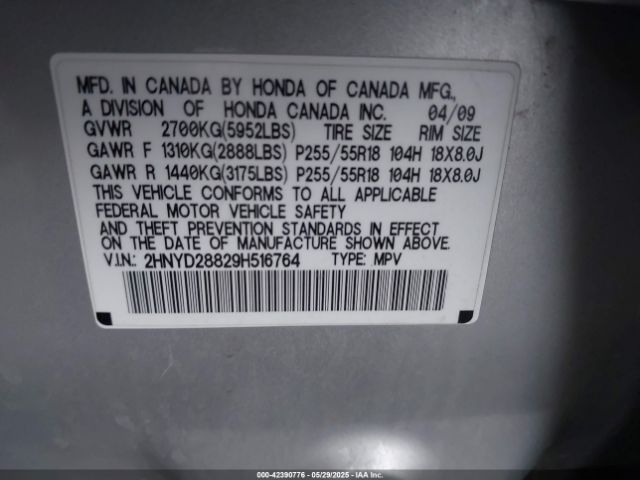 MFD. IN CANADA BY HONDA OF CANADA MFG.,
A DIVISION OF HONDA CANADA INC. 04/09
GVWR 2700KG(5952LBS) TIRE SIZE RIM SIZE
GAWR F 1310KG(2888LBS) P255/55R18 104H 18X8.0J
GAWR R 1440KG(3175LBS) P255/55R18 104H 18X8.0J
THIS VEHICLE CONFORMS TO ALL APPLICABLE
FEDERAL MOTOR VEHICLE SAFETY
AND THEFT PREVENTION STANDARDS IN EFFECT
ON THE DATE OF MANUFACTURE SHOWN ABOVE.
V.I.N.: 2HNYD28829H516764 TYPE: MPV
000-42390776 - 05/29/2025 - IAA Inc.